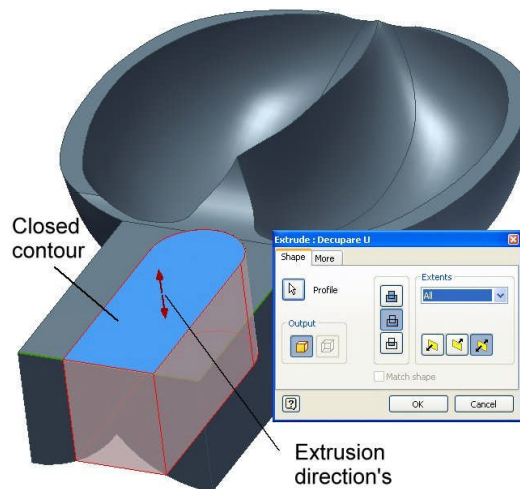 Closed
contour
Extrude : Decupare U
Shape
More
Profile
Output
Extents
All
Match shape
OK
Cancel
Extrusion
direction's